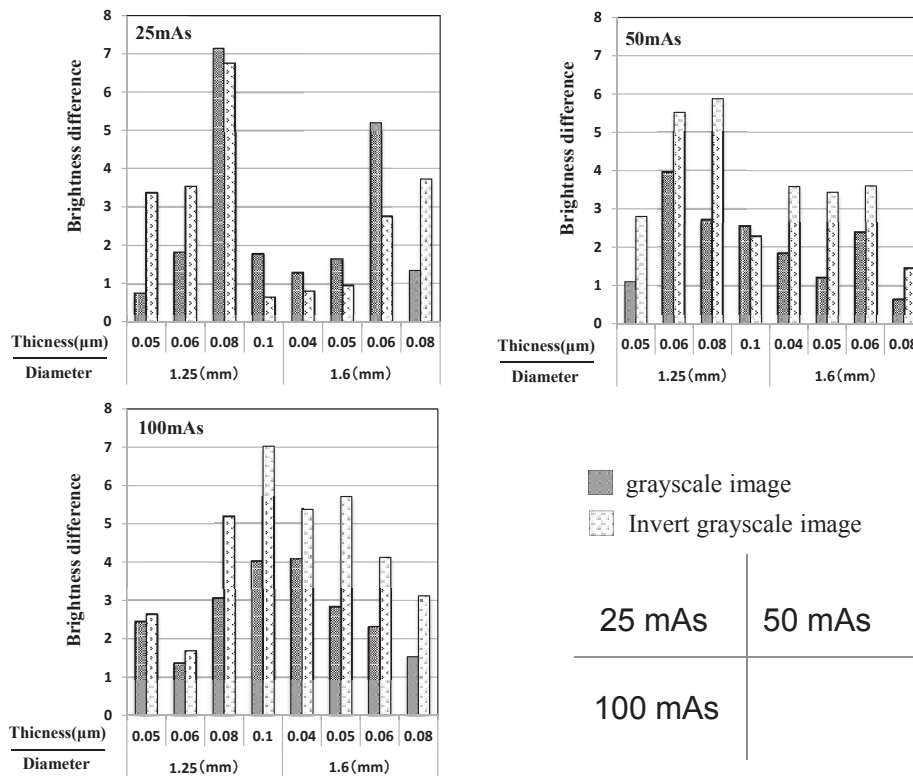 25mAs
Brightness difference
8
7
6
5
4
3
2
1
0
Thicness(μm)
0.05 0.06 0.08 0.1 0.04 0.05 0.06 0.08
Diameter
1.25(mm) 1.6(mm)
50mAs
Brightness difference
8
7
6
5
4
3
2
1
0
Thicness(μm)
0.05 0.06 0.08 0.1 0.04 0.05 0.06 0.08
Diameter
1.25(mm) 1.6(mm)
100mAs
Brightness difference
8
7
6
5
4
3
2
1
0
Thicness(μm)
0.05 0.06 0.08 0.1 0.04 0.05 0.06 0.08
Diameter
1.25(mm) 1.6(mm)
grayscale image
Invert grayscale image
25 mAs 50 mAs
100 mAs